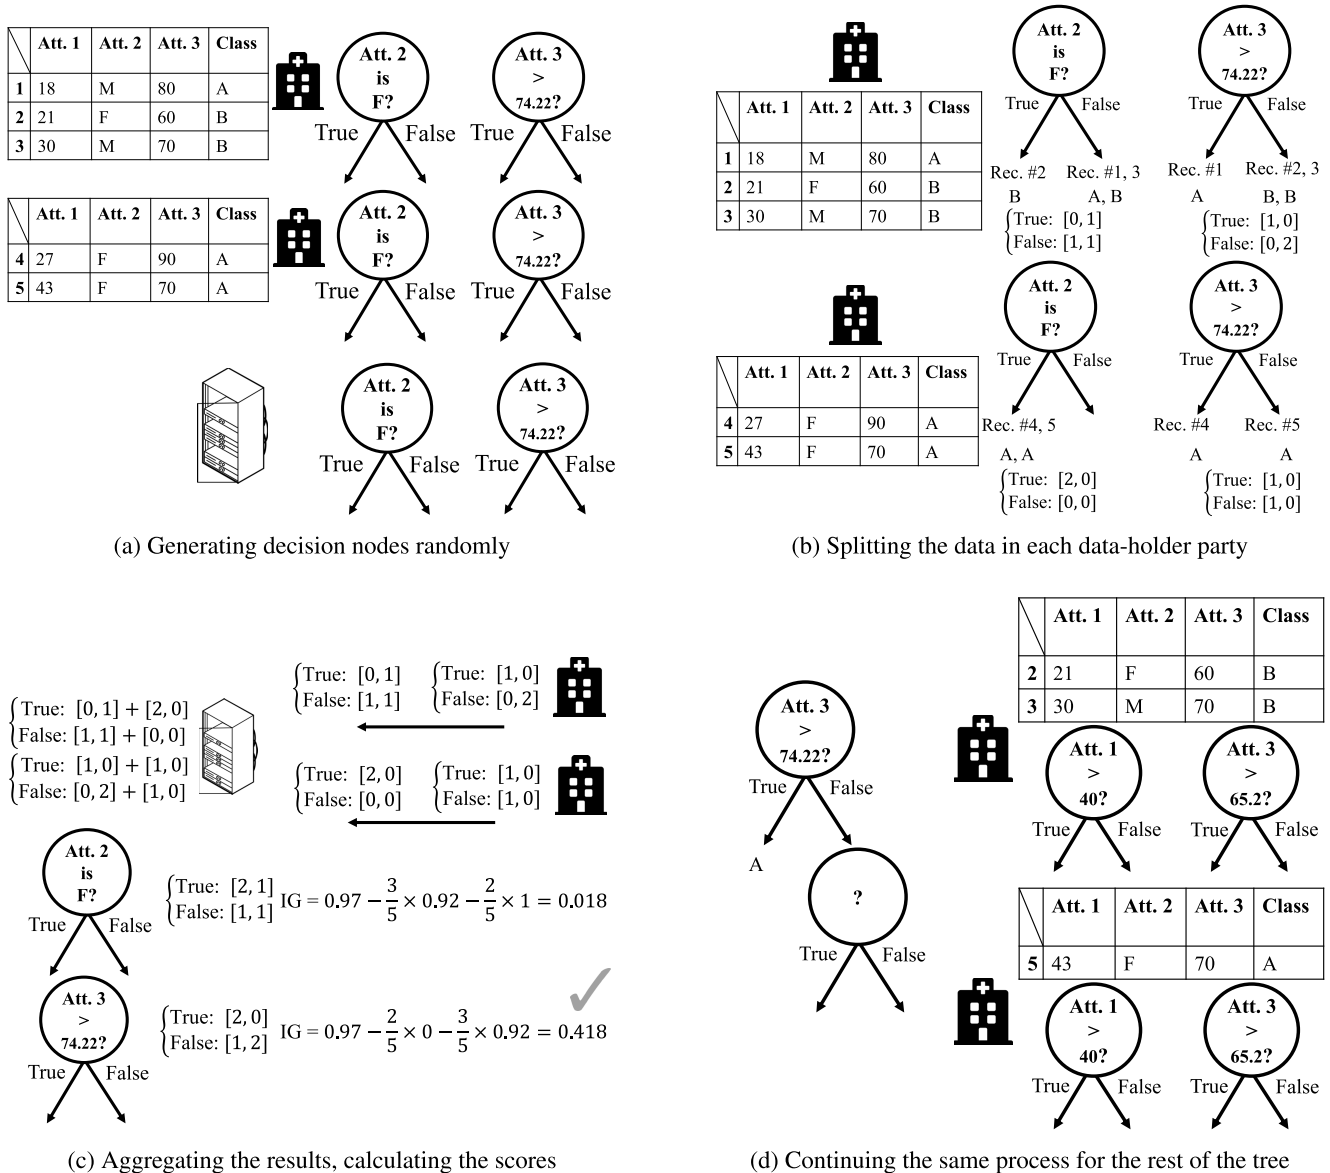 Att. 1 Att. 2 Att. 3 Class
1 18 M 80 A
2 21 F 60 B
3 30 M 70 B
Att. 2
is
F?
True False
Att. 3
>
74.22?
True False
Att. 1 Att. 2 Att. 3 Class
4 27 F 90 A
5 43 F 70 A
Att. 2
is
F?
True False
Att. 3
>
74.22?
True False
Att. 2
is
F?
True False
Att. 3
>
74.22?
True False
(a) Generating decision nodes randomly
Att. 1 Att. 2 Att. 3 Class
1 18 M 80 A
2 21 F 60 B
3 30 M 70 B
Att. 2
is
F?
True False
Rec. #2 Rec. #1, 3
B A, B
True: [0, 1]
False: [1, 1]
Att. 3
>
74.22?
True False
Rec. #1 Rec. #2, 3
A B, B
True: [1, 0]
False: [0, 2]
Att. 1 Att. 2 Att. 3 Class
4 27 F 90 A
5 43 F 70 A
Att. 2
is
F?
True False
Rec. #4, 5
A, A
True: [2, 0]
False: [0, 0]
Att. 3
>
74.22?
True False
Rec. #4 Rec. #5
A A
True: [1, 0]
False: [1, 0]
(b) Splitting the data in each data-holder party
True: [0, 1] True: [1, 0]
False: [1, 1] False: [0, 2]
True: [0, 1] + [2, 0]
False: [1, 1] + [0, 0]
True: [1, 0] + [1, 0]
False: [0, 2] + [1, 0]
True: [2, 0] True: [1, 0]
False: [0, 0] False: [1, 0]
Att. 2
is
F?
True False
True: [2, 1]
False: [1, 1]
IG = 0.97 − 3/5 × 0.92 − 2/5 × 1 = 0.018
Att. 3
>
74.22?
True False
True: [2, 0]
False: [1, 2]
IG = 0.97 − 2/5 × 0 − 3/5 × 0.92 = 0.418
(c) Aggregating the results, calculating the scores
Att. 3
>
74.22?
True False
A
?
True False
Att. 1 Att. 2 Att. 3 Class
2 21 F 60 B
3 30 M 70 B
Att. 1
>
40?
True False
Att. 3
>
65.2?
True False
Att. 1 Att. 2 Att. 3 Class
5 43 F 70 A
Att. 1
>
40?
True False
Att. 3
>
65.2?
True False
(d) Continuing the same process for the rest of the tree